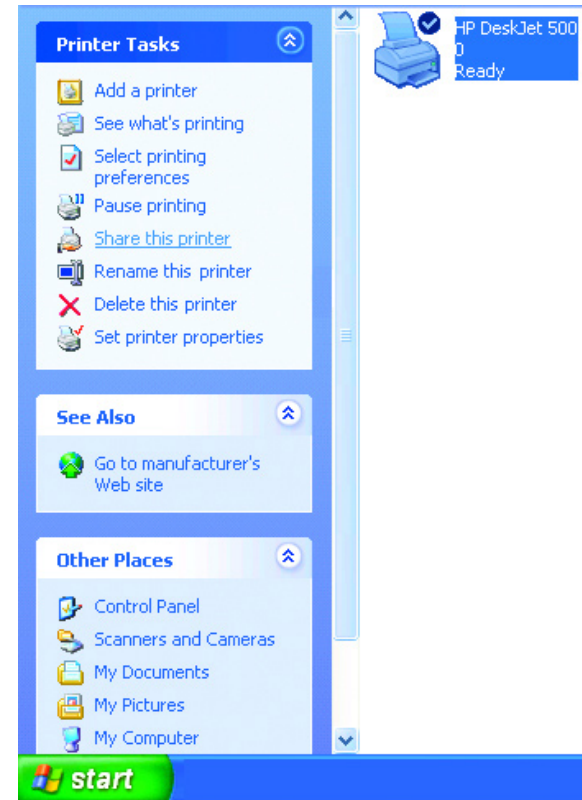 Printer Tasks
Add a printer
See what's printing
Select printing
preferences
Pause printing
Share this printer
Rename this printer
Delete this printer
Set printer properties
See Also
Go to manufacturer's
Web site
Other Places
Control Panel
Scanners and Cameras
My Documents
My Pictures
My Computer
start
HP DeskJet 500
0
Ready